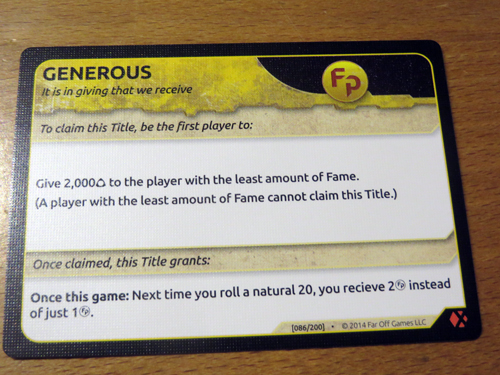 GENEROUS
It is in giving that we receive
Fp
To claim this Title, be the first player to:
Give 2,000 to the player with the least amount of Fame.
(A player with the least amount of Fame cannot claim this Title.)
Once claimed, this Title grants:
Once this game: Next time you roll a natural 20, you recieve 2Fp instead
of just 1Fp.
[086/200] • © 2014 Far Off Games LLC